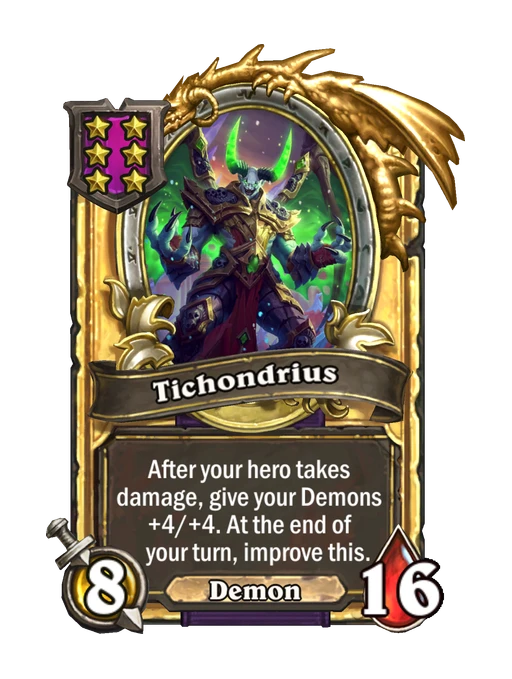 Tichondrius
After your hero takes
damage, give your Demons
+4/+4. At the end of
your turn, improve this.
8
Demon
16